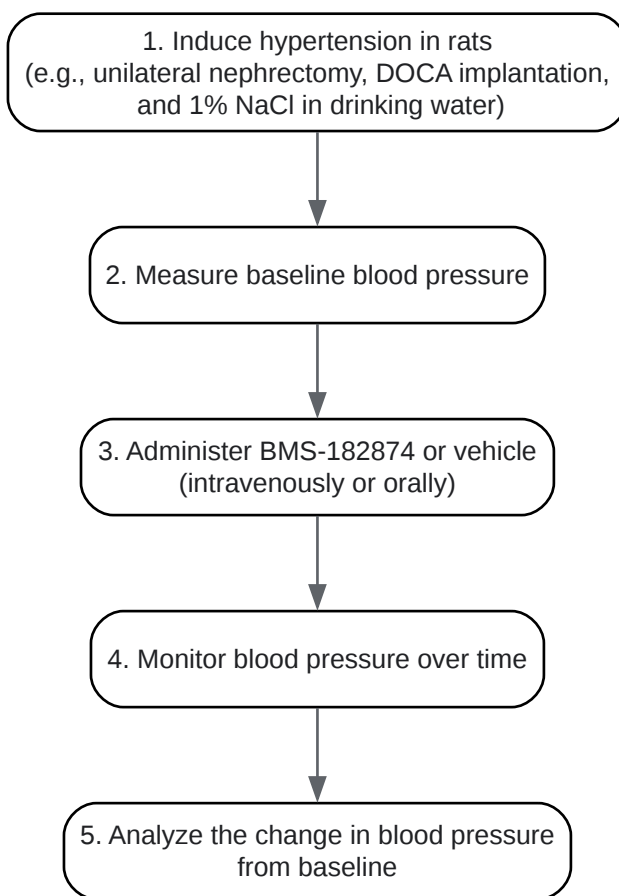 1. Induce hypertension in rats
(e.g., unilateral nephrectomy, DOCA implantation,
and 1% NaCl in drinking water)
2. Measure baseline blood pressure
3. Administer BMS-182874 or vehicle
(intravenously or orally)
4. Monitor blood pressure over time
5. Analyze the change in blood pressure
from baseline